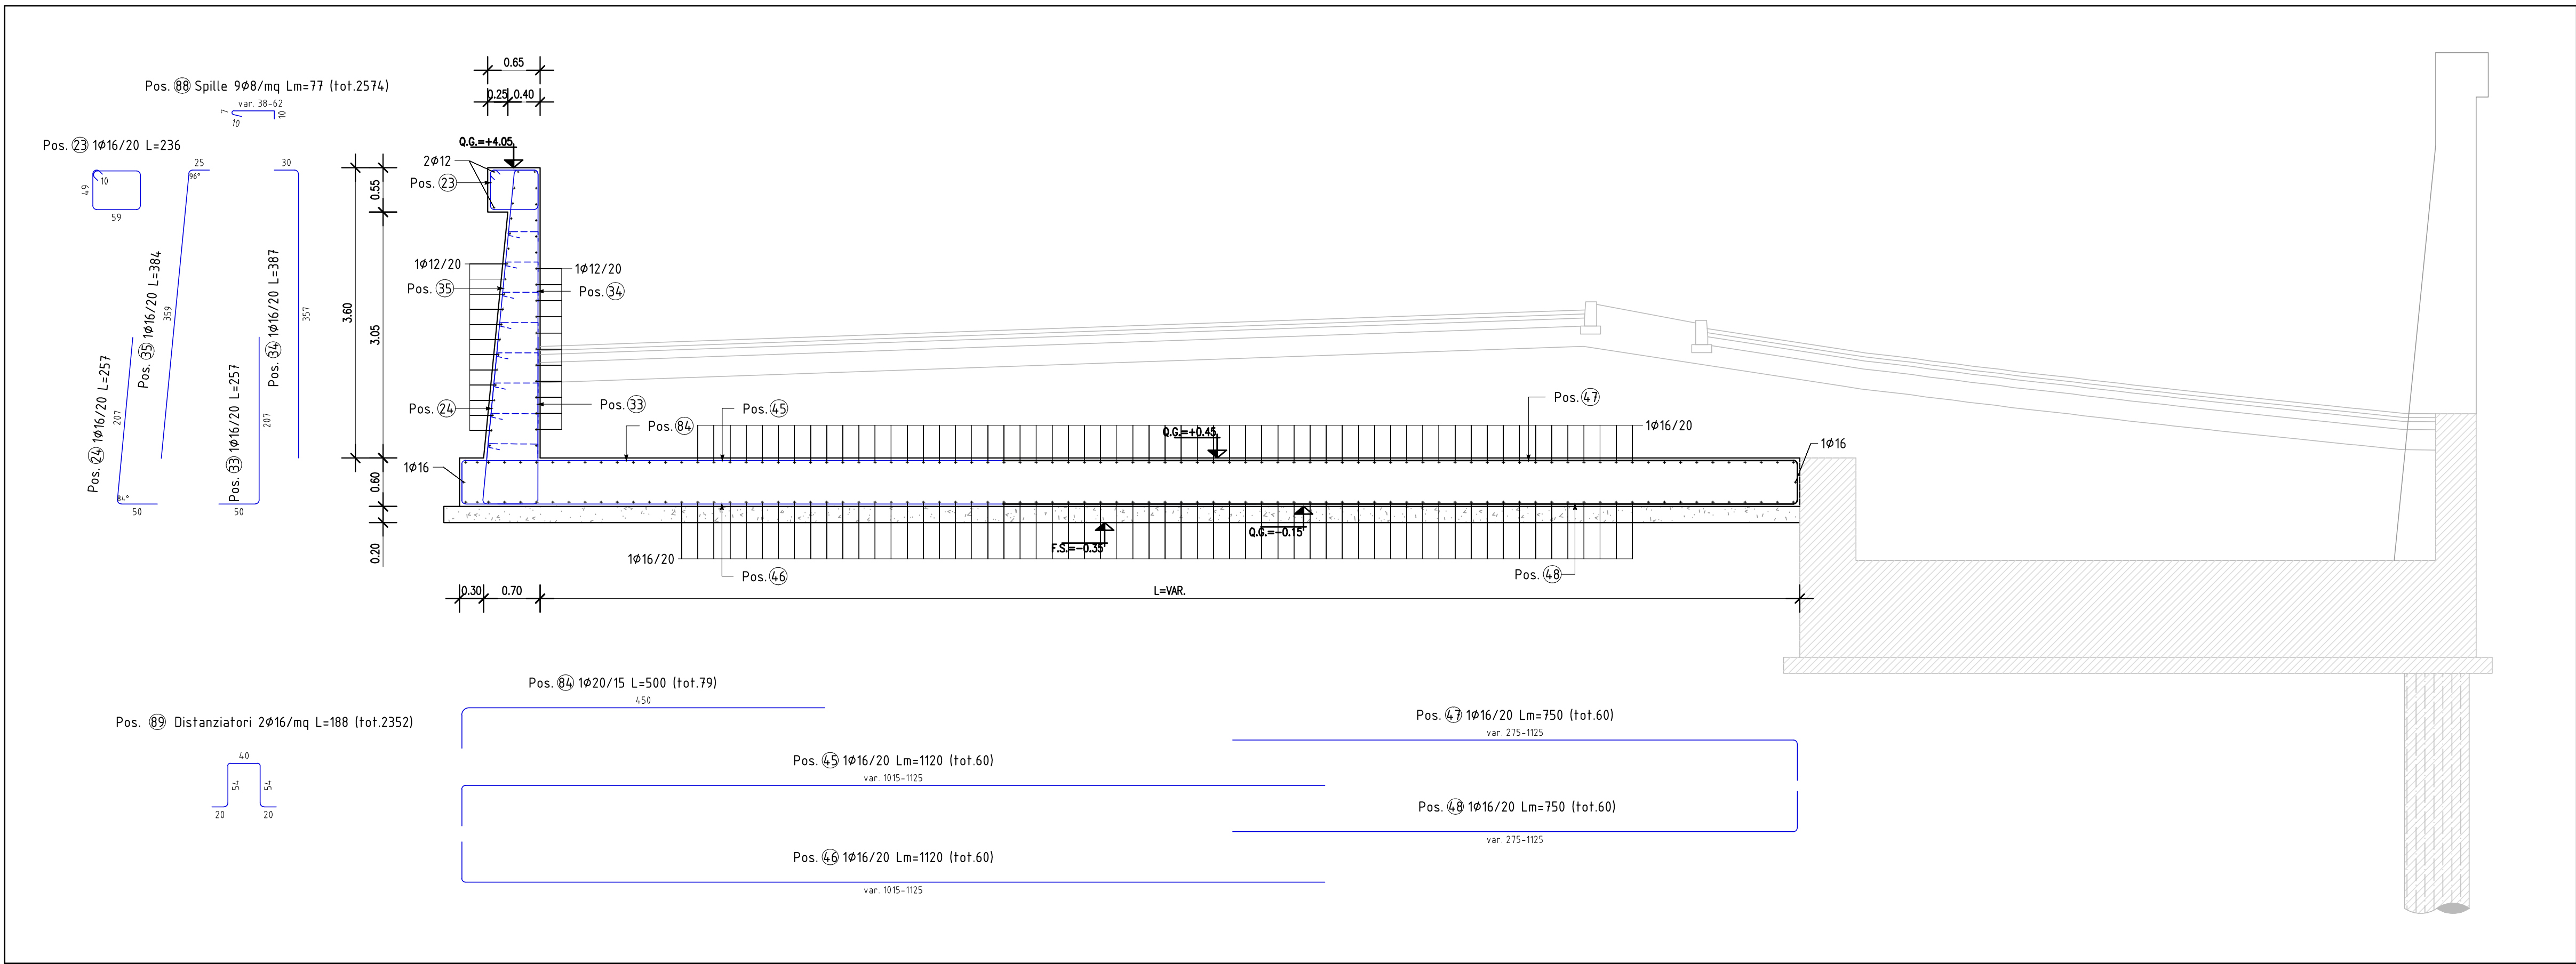 Pos. 88 Spille 9Ø8/mq Lm=77 (tot.2574)
var. 38-62
7
10
10
Pos. 23 1Ø16/20 L=236
10
49
59
25
96°
30
Pos. 35 1Ø16/20 L=384
359
Pos. 34 1Ø16/20 L=387
357
Pos. 24 1Ø16/20 L=257
207
84°
50
Pos. 33 1Ø16/20 L=257
207
50
0.65
0.25
0.40
Q.G.=+4.05
2Ø12
Pos. 23
3.60
0.55
3.05
0.60
0.20
1Ø12/20
1Ø12/20
Pos. 35
Pos. 34
Pos. 24
Pos. 33
Pos. 84
Pos. 45
Pos. 47
1Ø16/20
Q.G.=+0.45
1Ø16
1Ø16
F.S.=-0.35
Q.G.=-0.15
1Ø16/20
Pos. 46
Pos. 48
0.30
0.70
L=VAR.
Pos. 84 1Ø20/15 L=500 (tot.79)
450
Pos. 89 Distanziatori 2Ø16/mq L=188 (tot.2352)
40
54
54
20
20
Pos. 47 1Ø16/20 Lm=750 (tot.60)
var. 275-1125
Pos. 45 1Ø16/20 Lm=1120 (tot.60)
var. 1015-1125
Pos. 48 1Ø16/20 Lm=750 (tot.60)
var. 275-1125
Pos. 46 1Ø16/20 Lm=1120 (tot.60)
var. 1015-1125